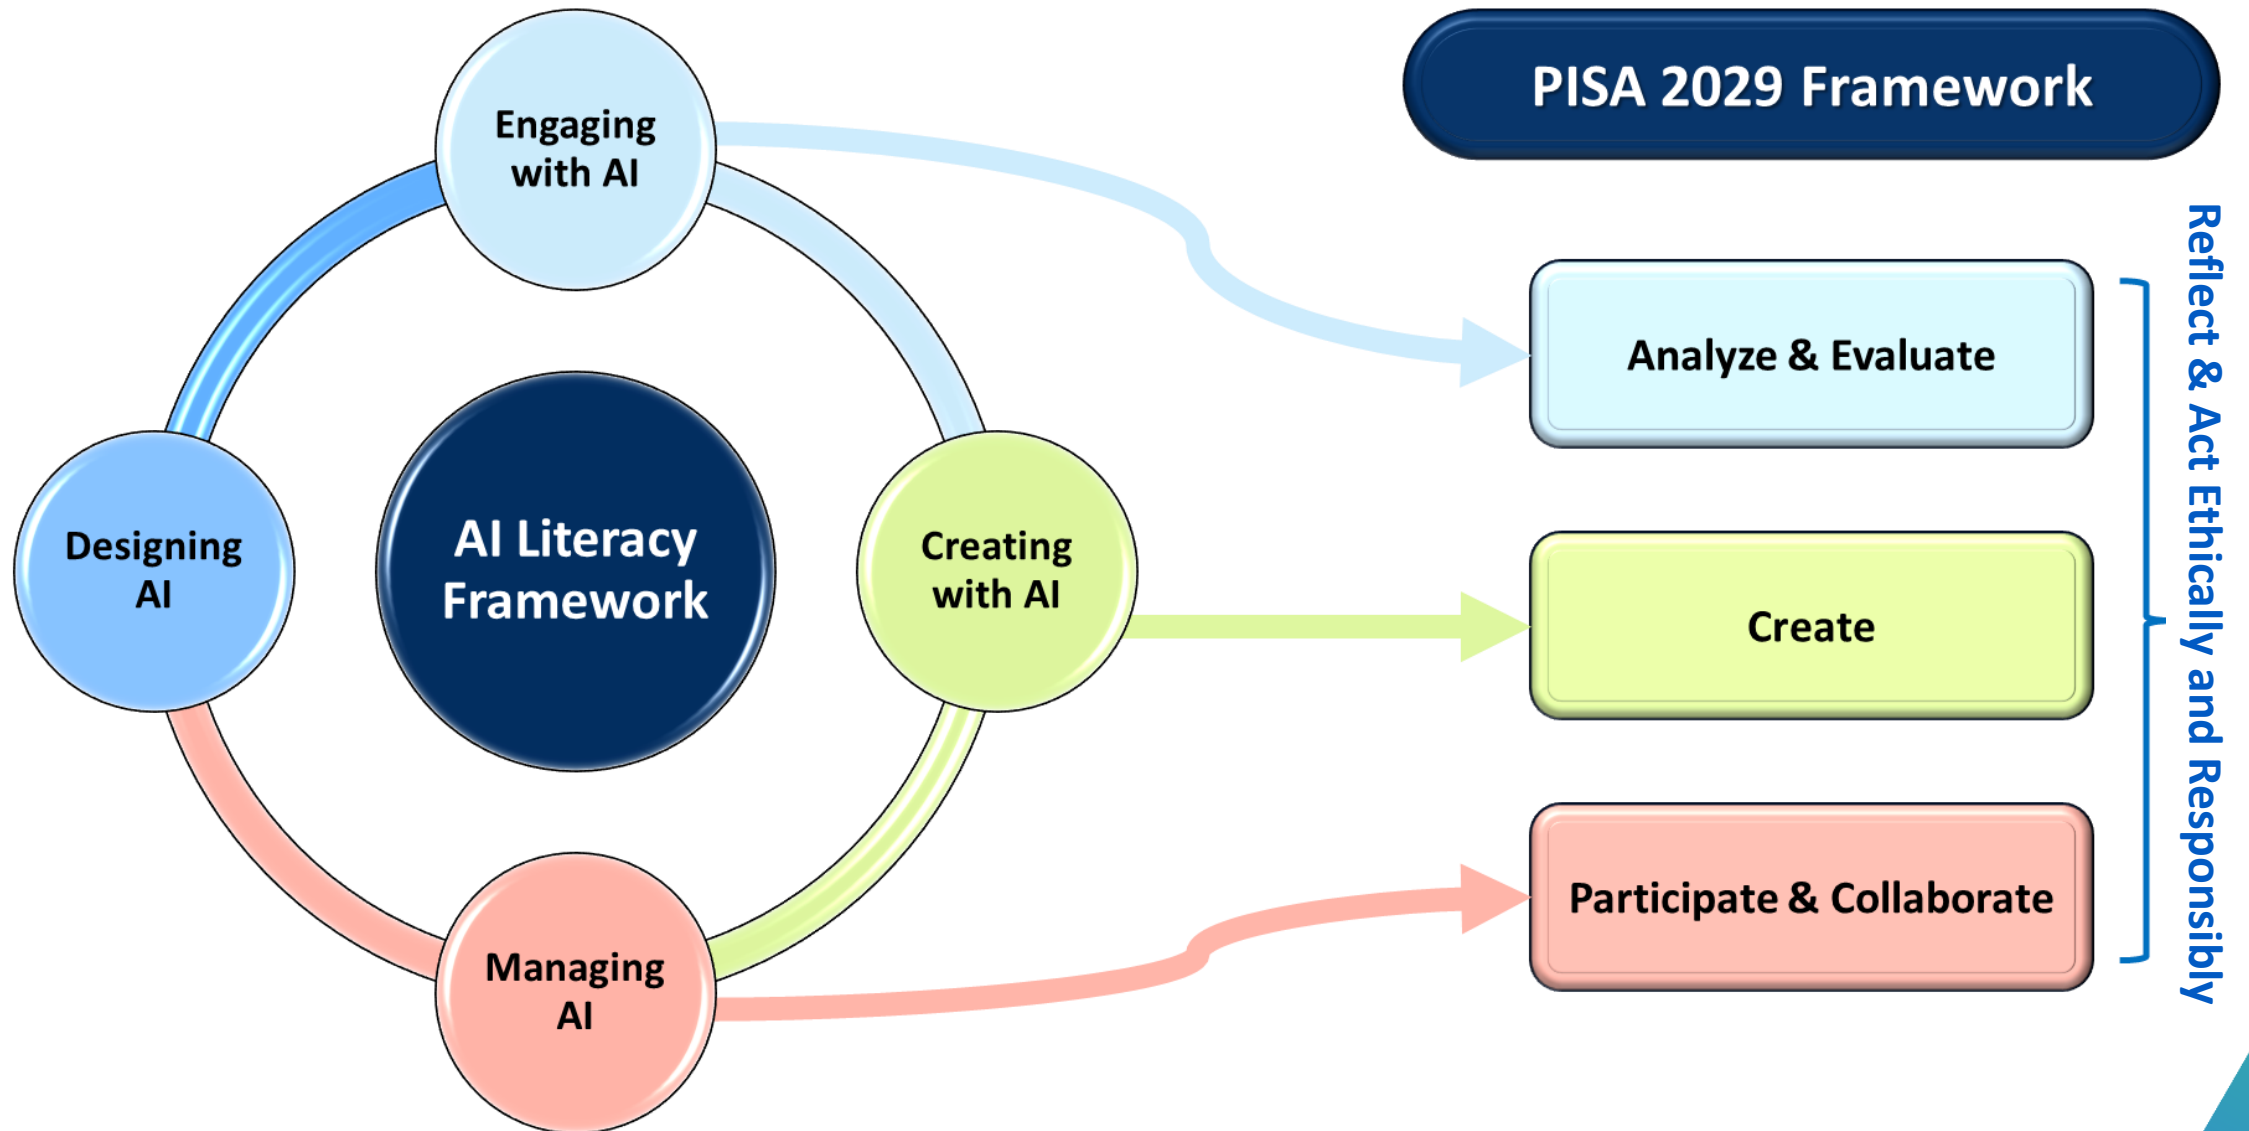 Engaging
with AI
Designing
AI
AI Literacy
Framework
Creating
with AI
Managing
AI
PISA 2029 Framework
Analyze & Evaluate
Create
Participate & Collaborate
Reflect & Act Ethically and Responsibly